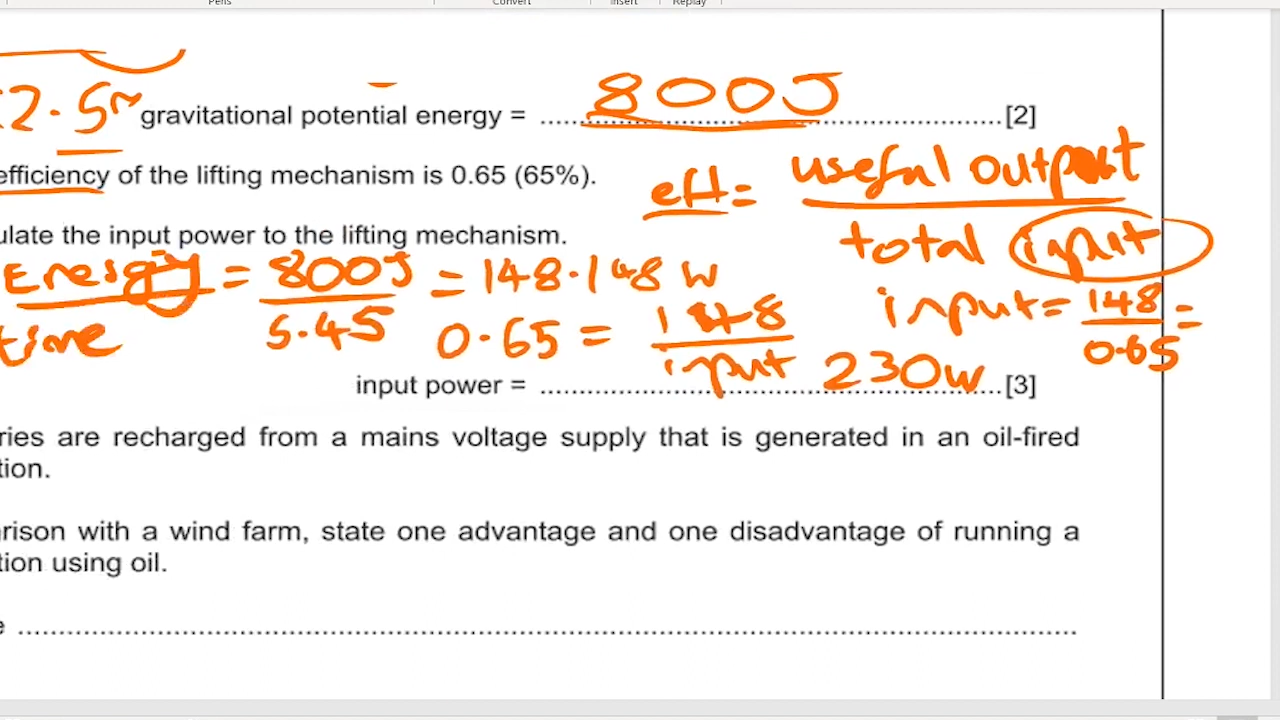 Pens Convert Insert Replay
2.5m gravitational potential energy = ........800J........ [2]
efficiency of the lifting mechanism is 0.65 (65%).
eff = useful output / total input
ulate the input power to the lifting mechanism.
Energy / time = 800J / 5.45 = 148.148 W
0.65 = 148 / input
input = 148 / 0.65 =
input power = ........230W........ [3]
ries are recharged from a mains voltage supply that is generated in an oil-fired
tion.
arison with a wind farm, state one advantage and one disadvantage of running a
tion using oil.
e ........